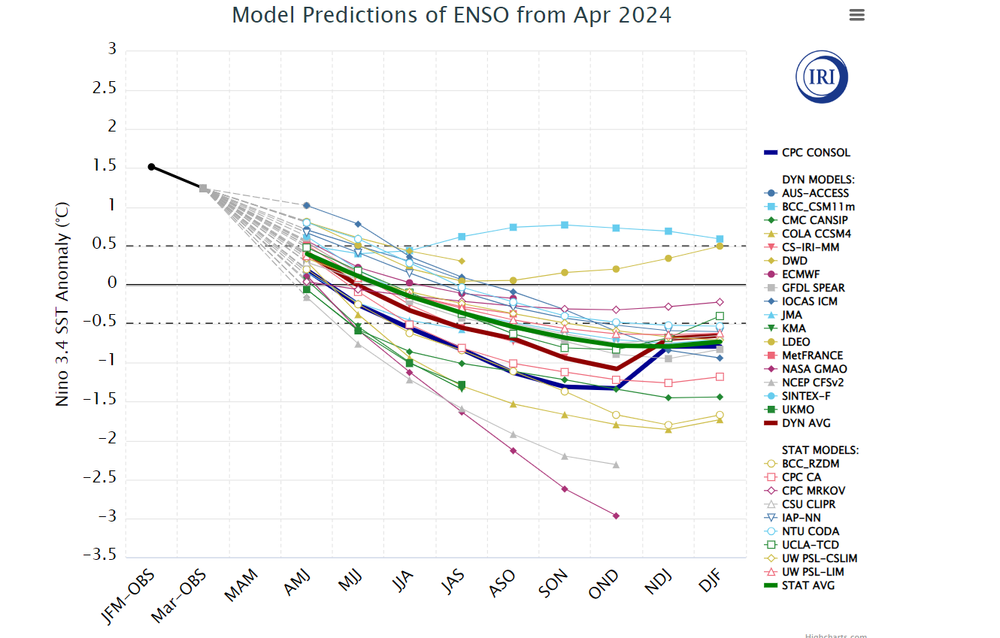 Model Predictions of ENSO from Apr 2024
IRI
Nino 3.4 SST Anomaly (°C)
3
2.5
2
1.5
1
0.5
0
−0.5
−1
−1.5
−2
−2.5
−3
−3.5
JFM-OBS
Mar-OBS
MAM
AMJ
MJJ
JJA
JAS
ASO
SON
OND
NDJ
DJF
CPC CONSOL
DYN MODELS:
AUS-ACCESS
BCC_CSM11m
CMC CANSIP
COLA CCSM4
CS-IRI-MM
DWD
ECMWF
GFDL SPEAR
IOCAS ICM
JMA
KMA
LDEO
MetFRANCE
NASA GMAO
NCEP CFSv2
SINTEX-F
UKMO
DYN AVG
STAT MODELS:
BCC_RZDM
CPC CA
CPC MRKOV
CSU CLIPR
IAP-NN
NTU CODA
UCLA-TCD
UW PSL-CSLIM
UW PSL-LIM
STAT AVG
Highcharts.com